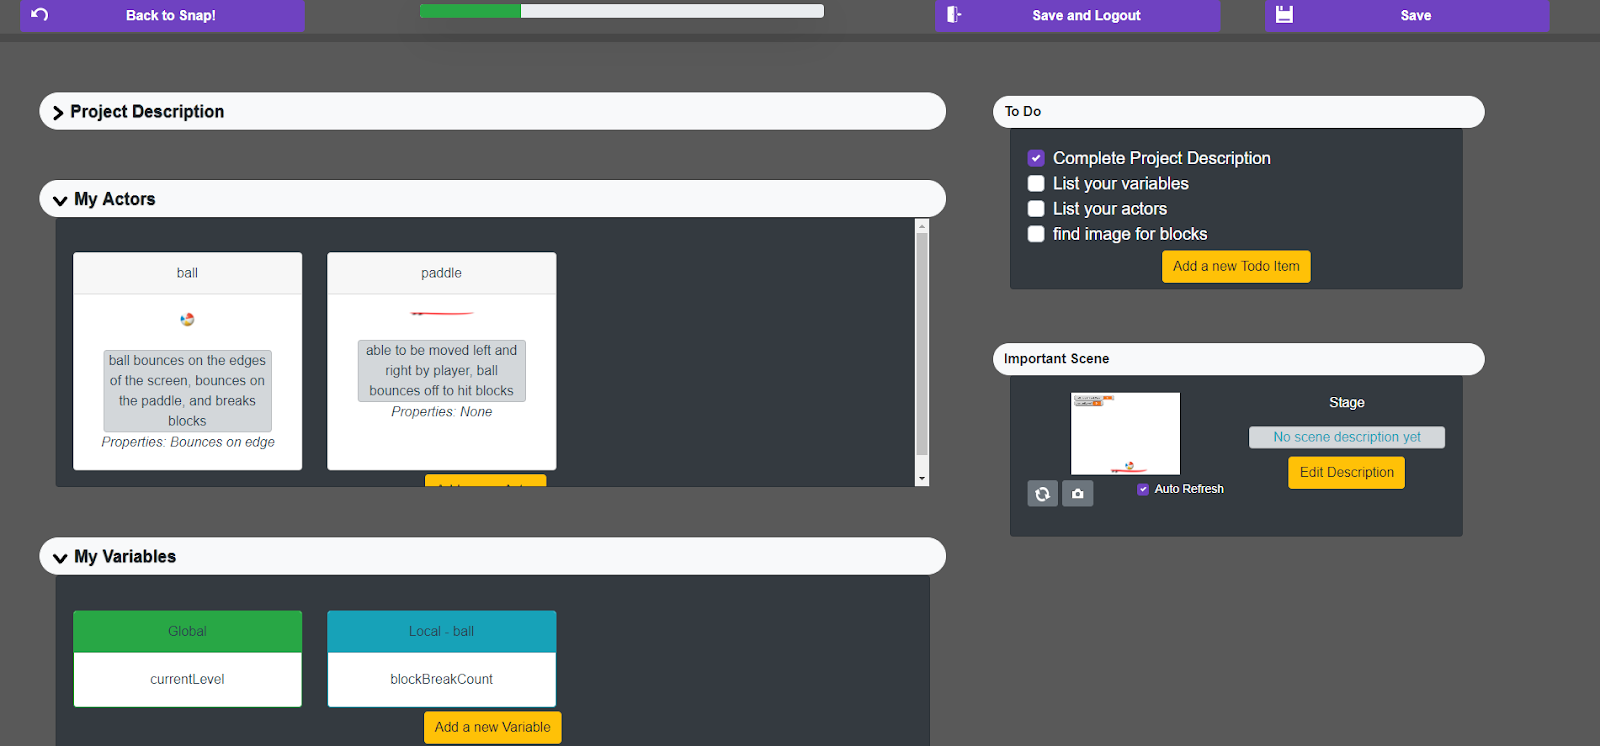 Back to Snap!
Save and Logout
Save
Project Description
My Actors
ball
ball bounces on the edges
of the screen, bounces on
the paddle, and breaks
blocks
Properties: Bounces on edge
paddle
able to be moved left and
right by player, ball
bounces off to hit blocks
Properties: None
My Variables
Global
currentLevel
Local - ball
blockBreakCount
Add a new Variable
To Do
Complete Project Description
List your variables
List your actors
find image for blocks
Add a new Todo Item
Important Scene
Auto Refresh
Stage
No scene description yet
Edit Description